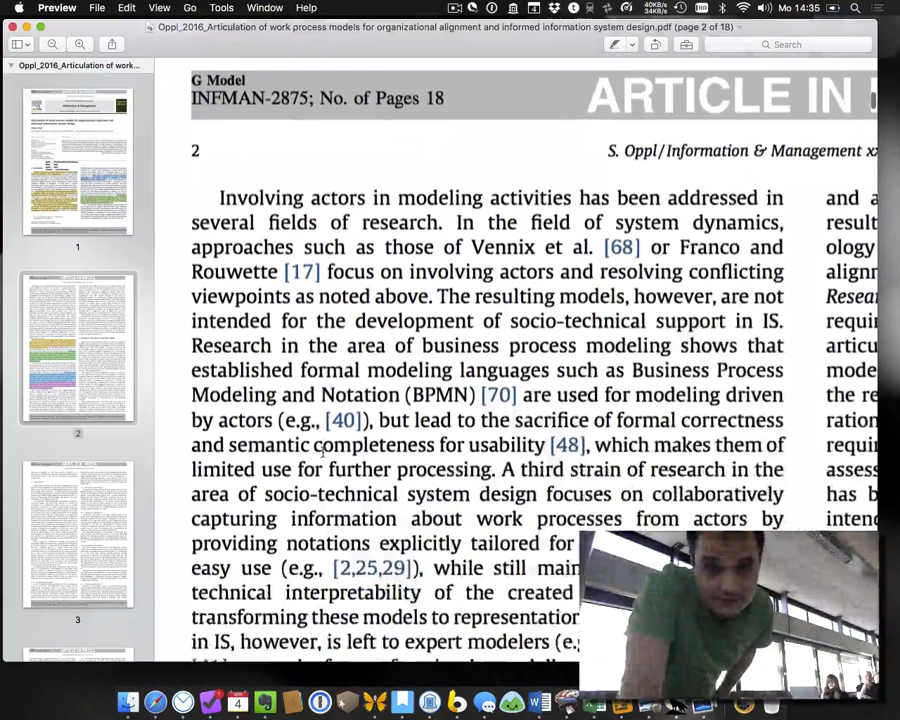 Preview File Edit View Go Tools Window Help
40KB/s
34KB/s
Mo 14:35
Oppl_2016_Articulation of work process models for organizational alignment and informed information system design.pdf (page 2 of 18)
Search
Oppl_2016_Articulation of work...
1
2
3
G Model
INFMAN-2875; No. of Pages 18
ARTICLE IN
2
S. Oppl / Information & Management xx
Involving actors in modeling activities has been addressed in
several fields of research. In the field of system dynamics,
approaches such as those of Vennix et al. [68] or Franco and
Rouwette [17] focus on involving actors and resolving conflicting
viewpoints as noted above. The resulting models, however, are not
intended for the development of socio-technical support in IS.
Research in the area of business process modeling shows that
established formal modeling languages such as Business Process
Modeling and Notation (BPMN) [70] are used for modeling driven
by actors (e.g., [40]), but lead to the sacrifice of formal correctness
and semantic completeness for usability [48], which makes them of
limited use for further processing. A third strain of research in the
area of socio-technical system design focuses on collaboratively
capturing information about work processes from actors by
providing notations explicitly tailored for
easy use (e.g., [2,25,29]), while still main
technical interpretability of the created
transforming these models to representation
in IS, however, is left to expert modelers (e.g
and a
result
ology
alignn
Resear
requir
articu
mode
the re
ration
requir
assess
has b
intend
4